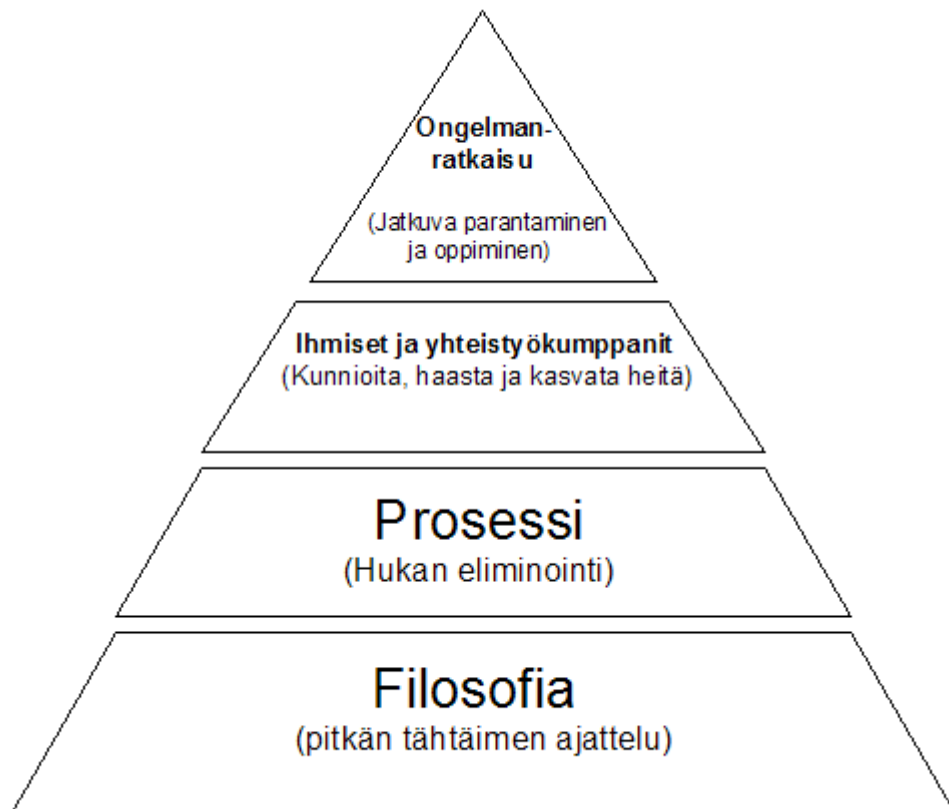 Ongelman-
ratkaisu
(Jatkuva parantaminen
ja oppiminen)
Ihmiset ja yhteistyökumppanit
(Kunnioita, haasta ja kasvata heitä)
Prosessi
(Hukan eliminointi)
Filosofia
(pitkän tähtäimen ajattelu)